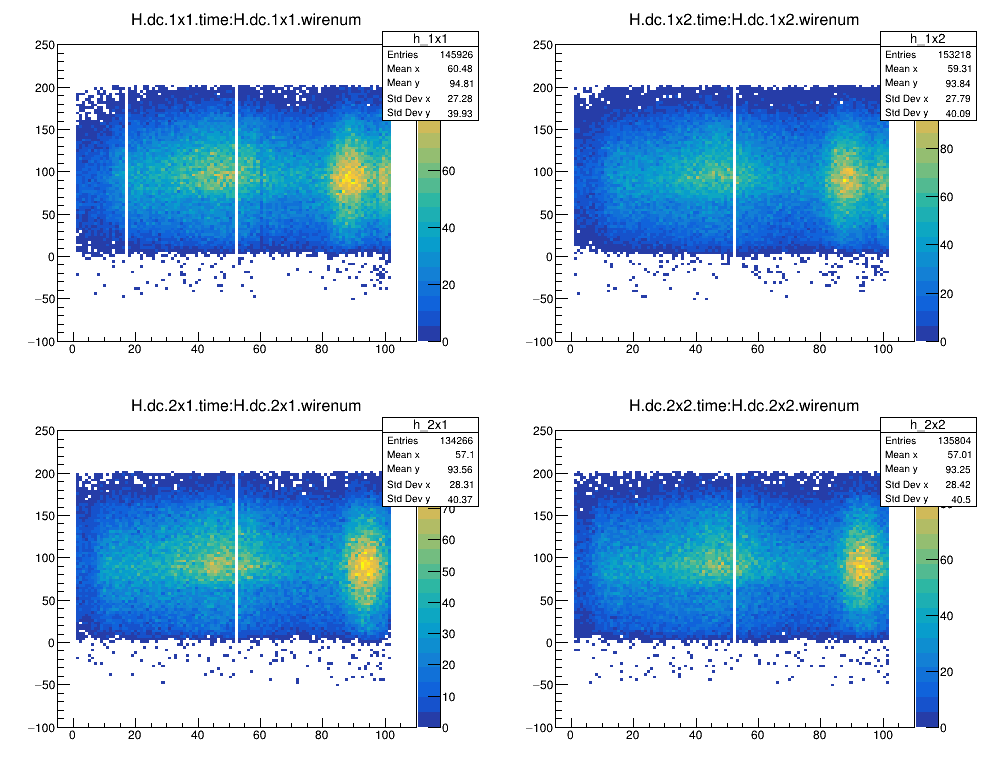 H.dc.1x1.time:H.dc.1x1.wirenum
h_1x1
Entries 145926
Mean x 60.48
Mean y 94.81
Std Dev x 27.28
Std Dev y 39.93
250
200
150
100
50
0
−50
−100
0 20 40 60 80 100
60
40
20
0
H.dc.1x2.time:H.dc.1x2.wirenum
h_1x2
Entries 153218
Mean x 59.31
Mean y 93.84
Std Dev x 27.79
Std Dev y 40.09
250
200
150
100
50
0
−50
−100
0 20 40 60 80 100
80
60
40
20
0
H.dc.2x1.time:H.dc.2x1.wirenum
h_2x1
Entries 134266
Mean x 57.1
Mean y 93.56
Std Dev x 28.31
Std Dev y 40.37
250
200
150
100
50
0
−50
−100
0 20 40 60 80 100
70
60
50
40
30
20
10
0
H.dc.2x2.time:H.dc.2x2.wirenum
h_2x2
Entries 135804
Mean x 57.01
Mean y 93.25
Std Dev x 28.42
Std Dev y 40.5
250
200
150
100
50
0
−50
−100
0 20 40 60 80 100
60
40
20
0